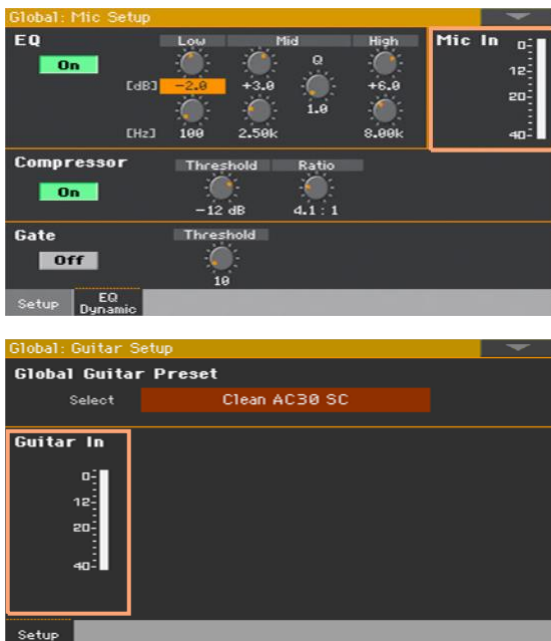 Global: Mic Setup
EQ
On
Low
Mid
High
Q
[dB] -2.0 +3.0 +6.0
1.0
[Hz] 100 2.50k 8.00k
Mic In
0
12
20
40
Compressor
On
Threshold
Ratio
-12 dB
4.1 : 1
Gate
Off
Threshold
10
Setup
EQ
Dynamic
Global: Guitar Setup
Global Guitar Preset
Select Clean AC30 SC
Guitar In
0
12
20
40
Setup